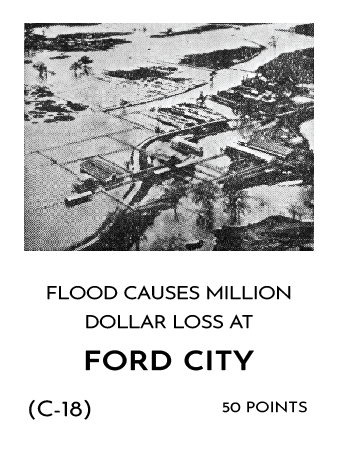 FLOOD CAUSES MILLION
DOLLAR LOSS AT
FORD CITY
(C-18)
50 POINTS